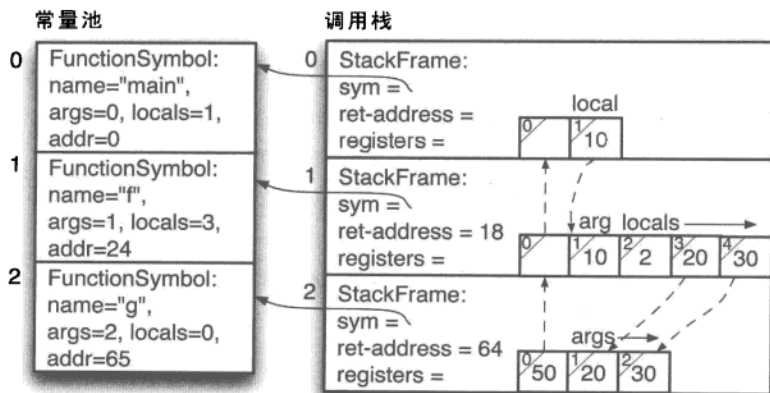 常量池
0
FunctionSymbol:
name="main",
args=0, locals=1,
addr=0
1
FunctionSymbol:
name="f",
args=1, locals=3,
addr=24
2
FunctionSymbol:
name="g",
args=2, locals=0,
addr=65
调用栈
0
StackFrame:
sym =
ret-address =
registers =
local
0
1 10
1
StackFrame:
sym =
ret-address = 18
registers =
arg locals
0
1 10
2 2
3 20
4 30
2
StackFrame:
sym =
ret-address = 64
registers =
args
0 50
1 20
2 30